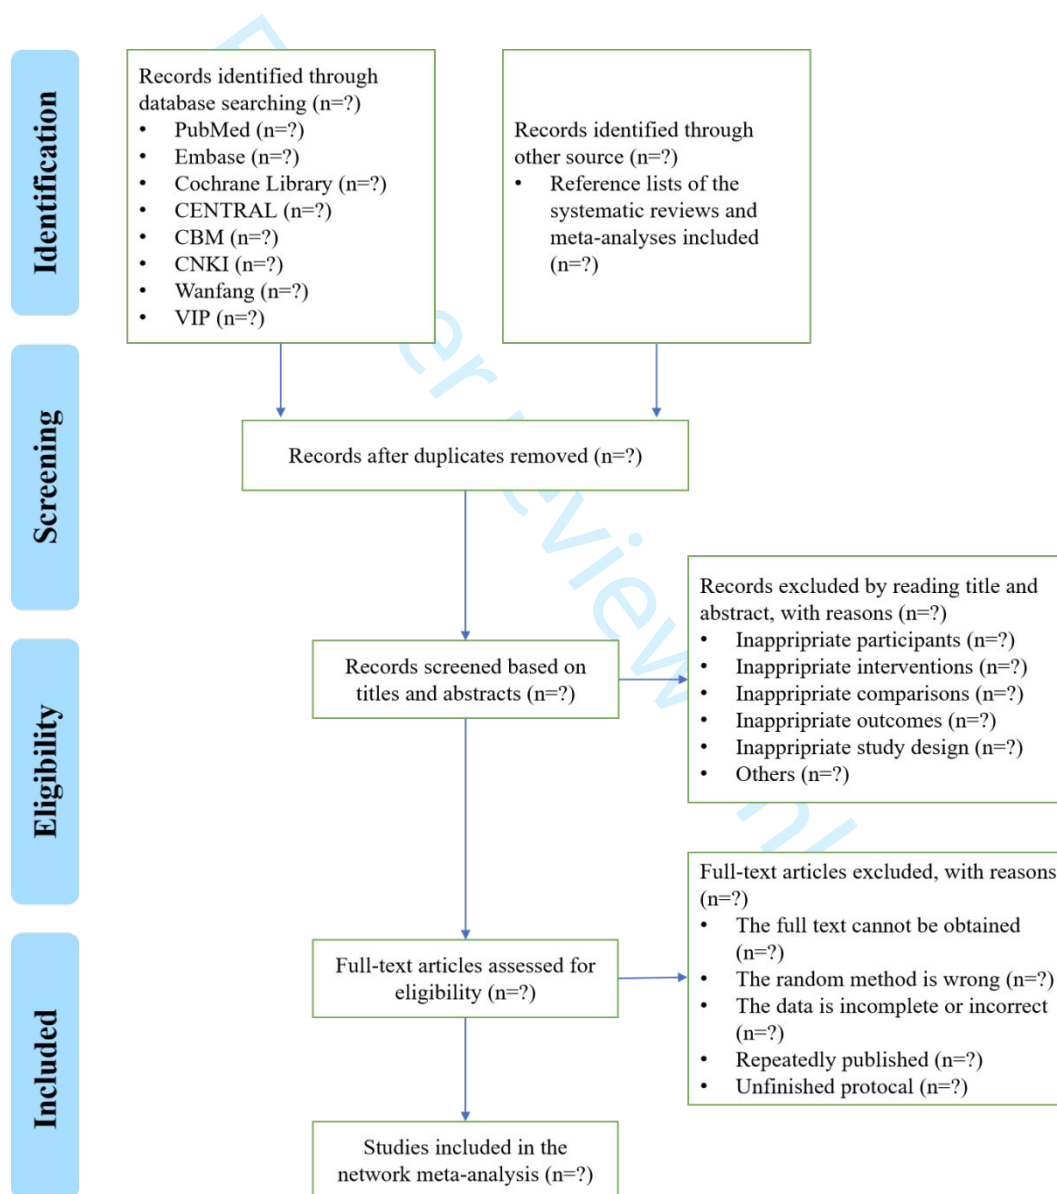 Identification
Records identified through
database searching (n=?)
• PubMed (n=?)
• Embase (n=?)
• Cochrane Library (n=?)
• CENTRAL (n=?)
• CBM (n=?)
• CNKI (n=?)
• Wanfang (n=?)
• VIP (n=?)
Records identified through
other source (n=?)
• Reference lists of the
systematic reviews and
meta-analyses included
(n=?)
Screening
Records after duplicates removed (n=?)
Eligibility
Records screened based on
titles and abstracts (n=?)
Records excluded by reading title and
abstract, with reasons (n=?)
• Inappripriate participants (n=?)
• Inappripriate interventions (n=?)
• Inappripriate comparisons (n=?)
• Inappripriate outcomes (n=?)
• Inappripriate study design (n=?)
• Others (n=?)
Included
Full-text articles assessed for
eligibility (n=?)
Full-text articles excluded, with reasons
(n=?)
• The full text cannot be obtained
(n=?)
• The random method is wrong (n=?)
• The data is incomplete or incorrect
(n=?)
• Repeatedly published (n=?)
• Unfinished protocal (n=?)
Studies included in the
network meta-analysis (n=?)
er review